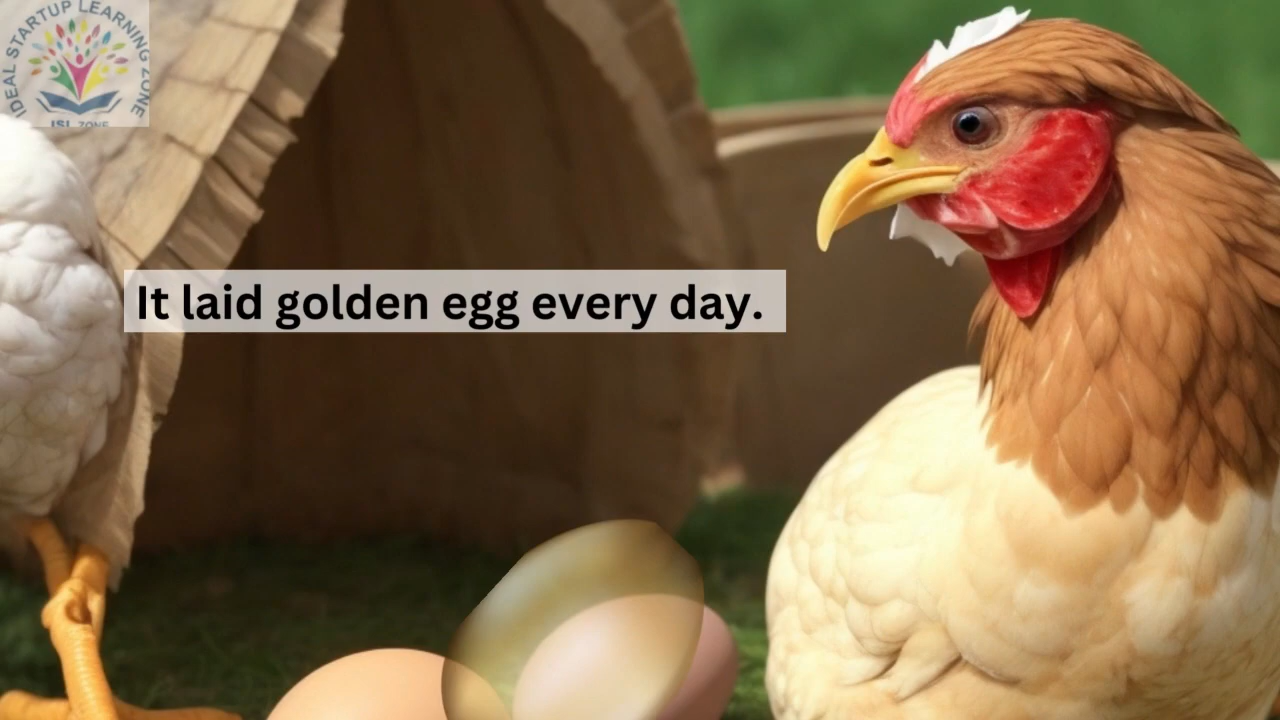 IDEAL STARTUP LEARNING ZONE
ISL ZONE
It laid golden egg every day.